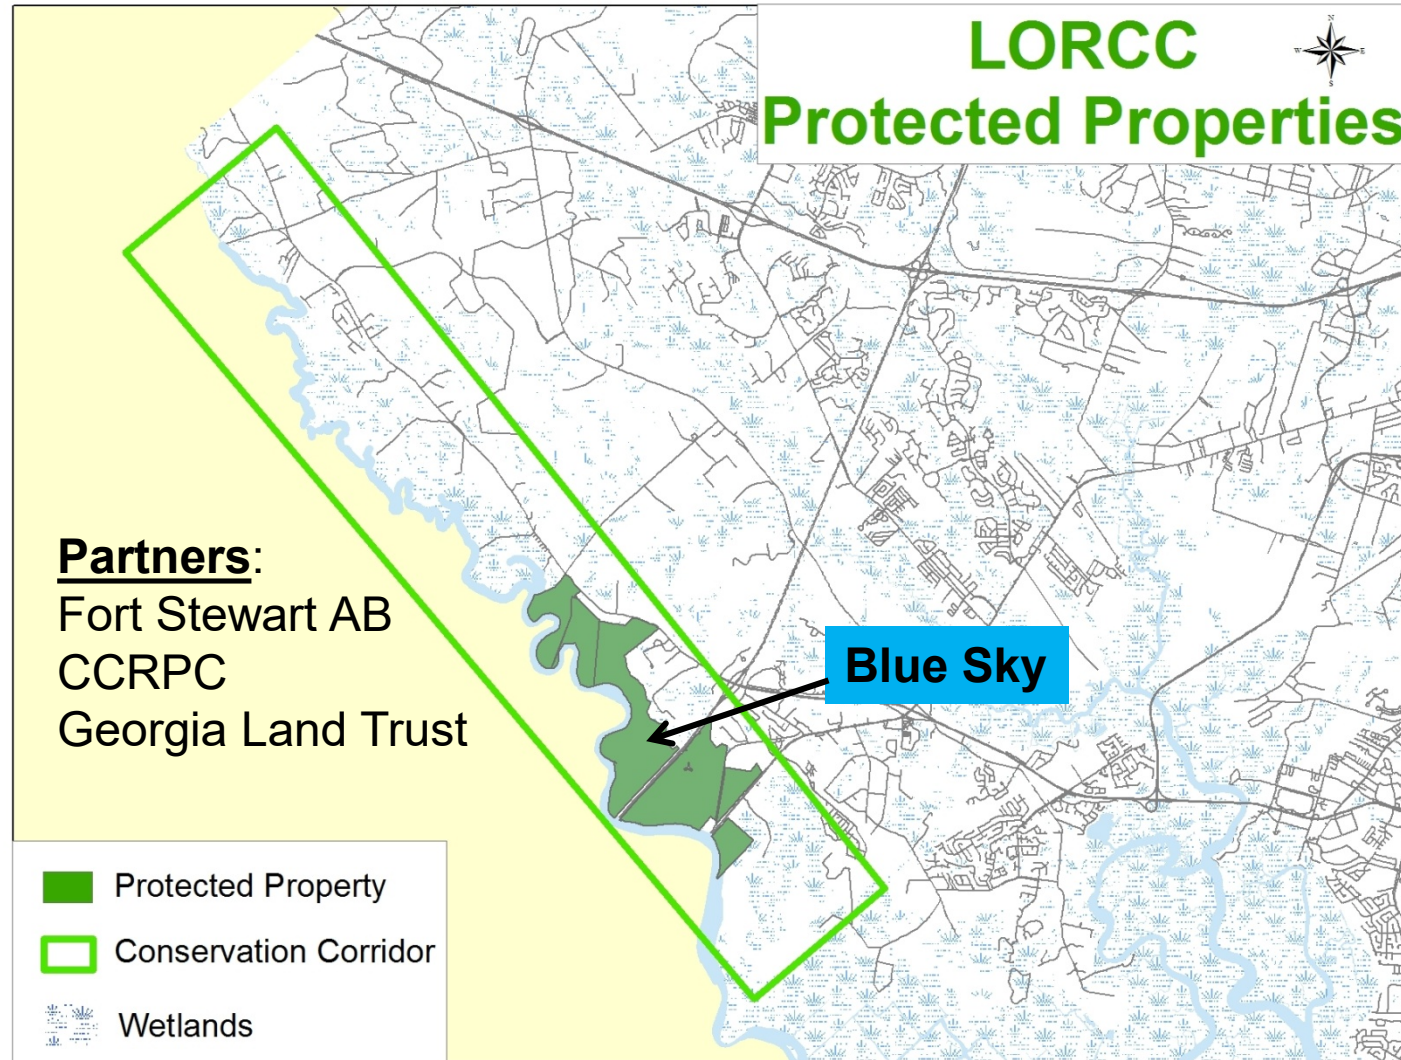 LORCC
Protected Properties
N
W
E
S
Partners:
Fort Stewart AB
CCRPC
Georgia Land Trust
Blue Sky
Protected Property
Conservation Corridor
Wetlands